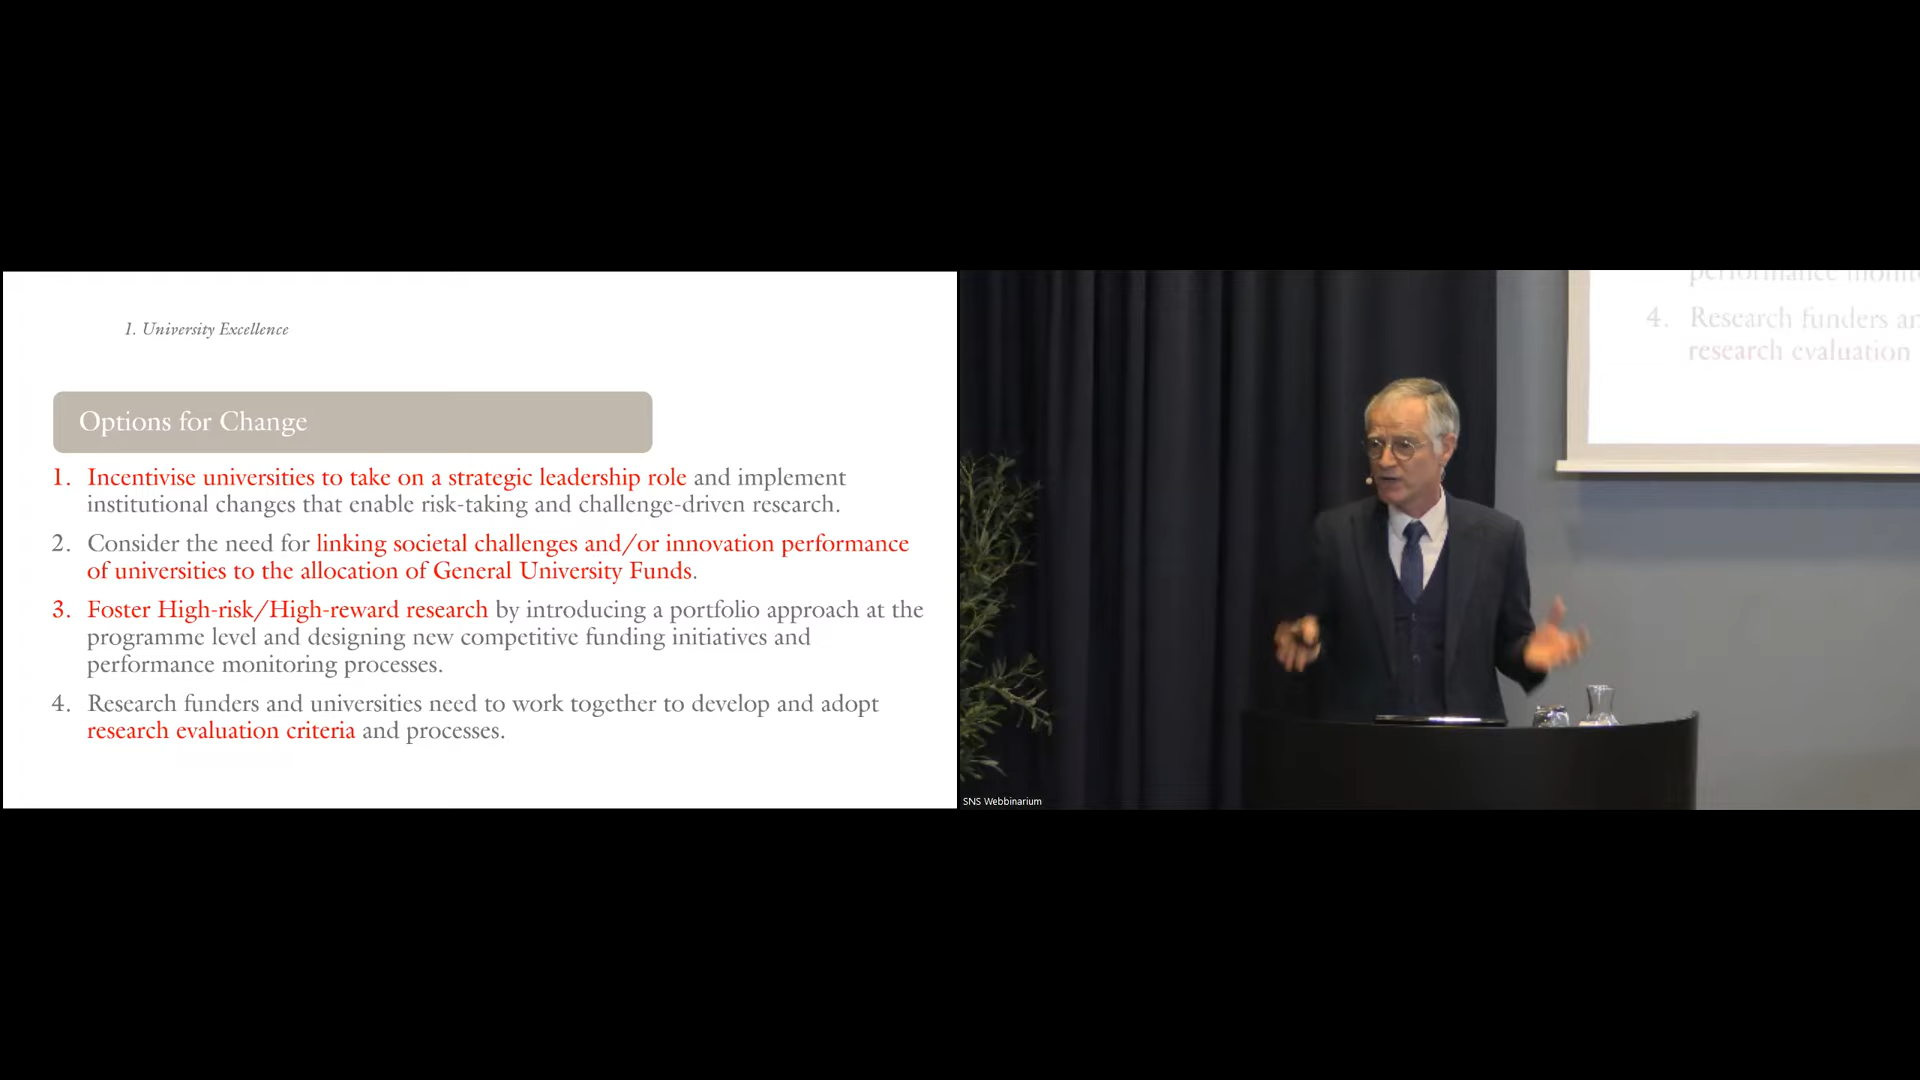 1. University Excellence
Options for Change
1. Incentivise universities to take on a strategic leadership role and implement
institutional changes that enable risk-taking and challenge-driven research.
2. Consider the need for linking societal challenges and/or innovation performance
of universities to the allocation of General University Funds.
3. Foster High-risk/High-reward research by introducing a portfolio approach at the
programme level and designing new competitive funding initiatives and
performance monitoring processes.
4. Research funders and universities need to work together to develop and adopt
research evaluation criteria and processes.
performance
4. Research funders
research evaluation
SNS Webbinarium